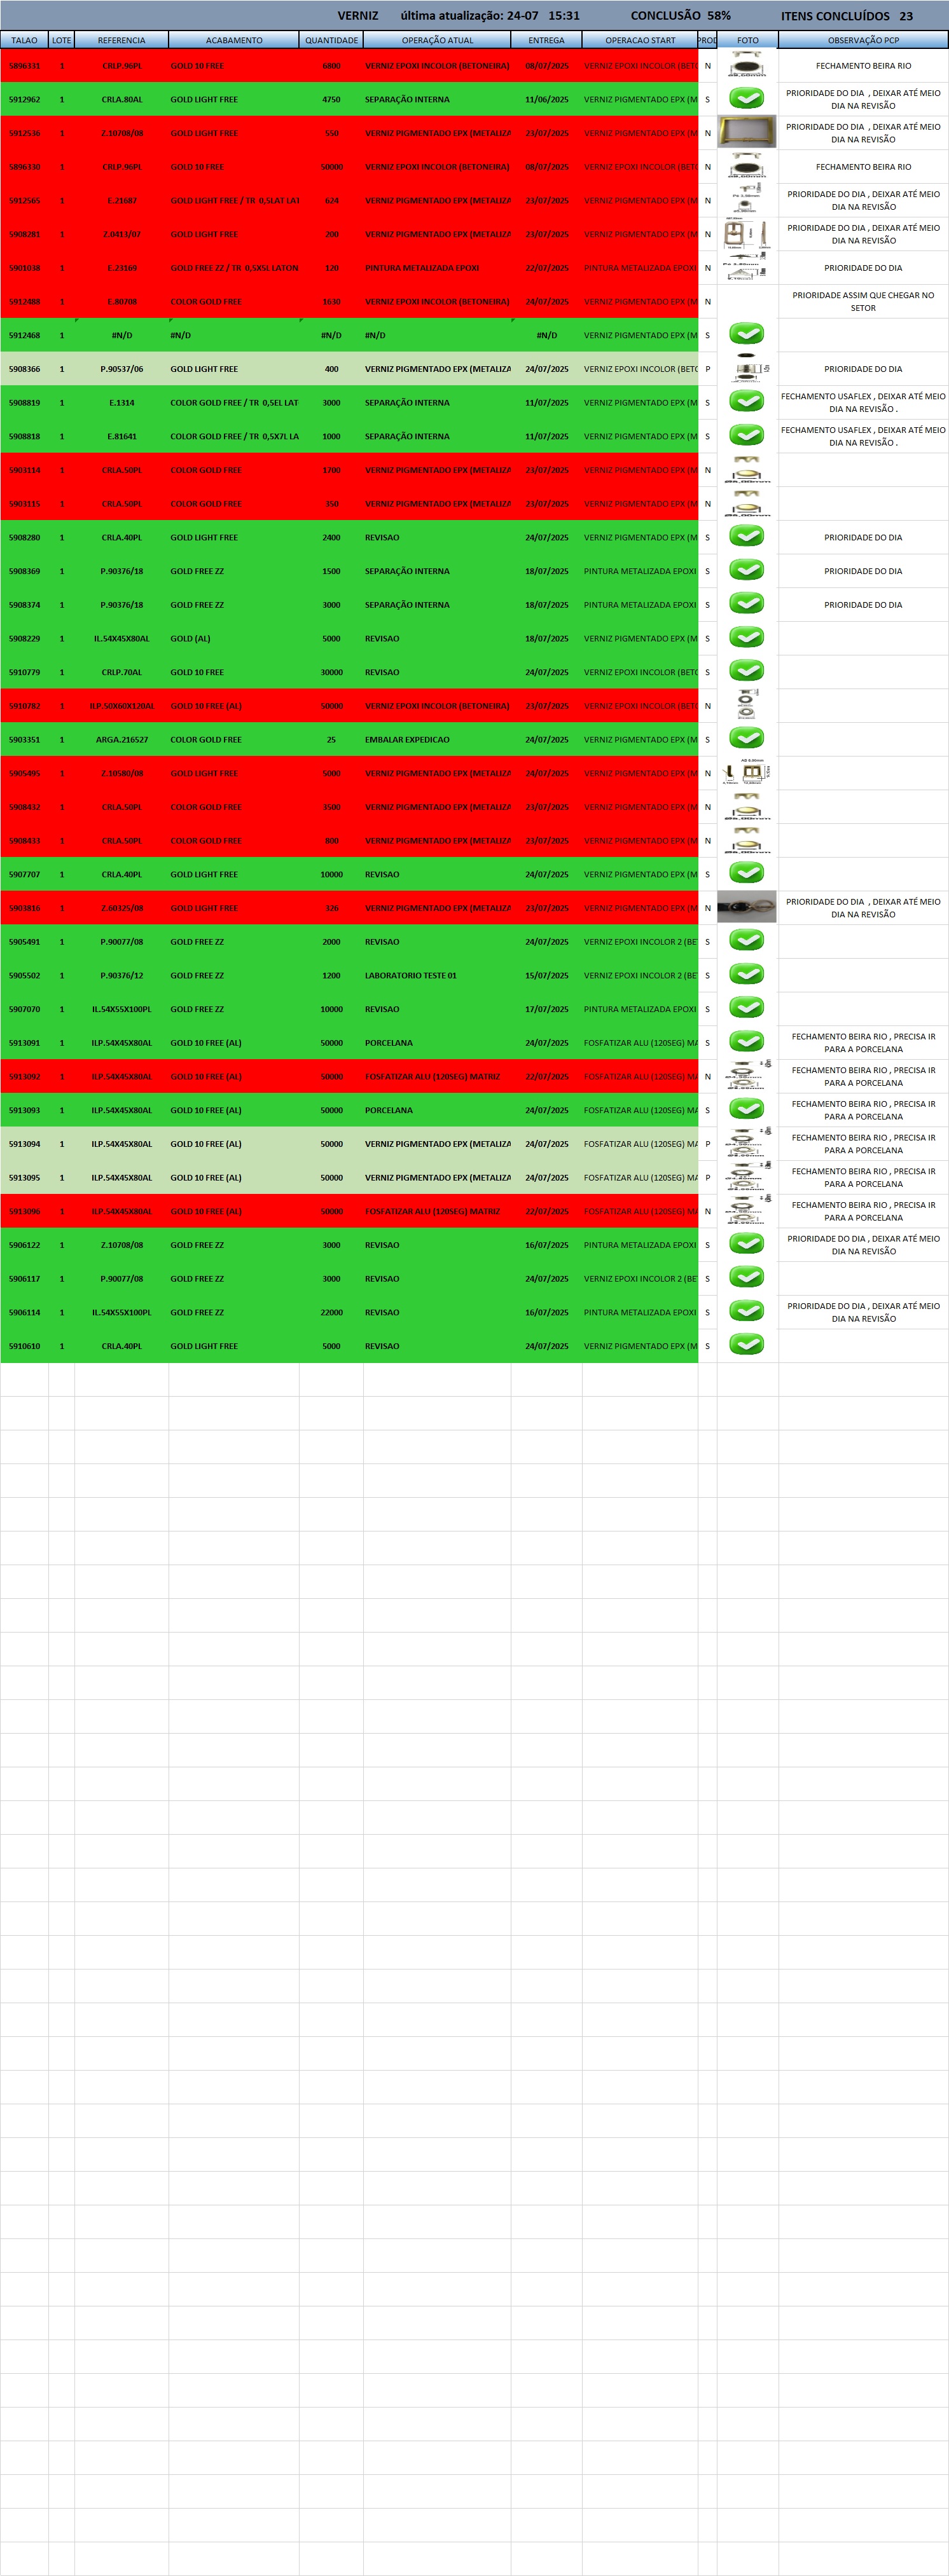 VERNIZ última atualização: 24-07 15:31 CONCLUSÃO 58% ITENS CONCLUÍDOS 23
TALAO LOTE REFERENCIA ACABAMENTO QUANTIDADE OPERAÇÃO ATUAL ENTREGA OPERACAO START PROD FOTO OBSERVAÇÃO PCP
5896331 1 CRLP.96PL GOLD 10 FREE 6800 VERNIZ EPOXI INCOLOR (BETONEIRA) 08/07/2025 VERNIZ EPOXI INCOLOR (BETO N FECHAMENTO BEIRA RIO
5912962 1 CRLA.80AL GOLD LIGHT FREE 4750 SEPARAÇÃO INTERNA 11/06/2025 VERNIZ PIGMENTADO EPX (M S PRIORIDADE DO DIA , DEIXAR ATÉ MEIO
DIA NA REVISÃO
5912536 1 Z.10708/08 GOLD LIGHT FREE 550 VERNIZ PIGMENTADO EPX (METALIZA 23/07/2025 VERNIZ PIGMENTADO EPX (M N PRIORIDADE DO DIA , DEIXAR ATÉ MEIO
DIA NA REVISÃO
5896330 1 CRLP.96PL GOLD 10 FREE 50000 VERNIZ EPOXI INCOLOR (BETONEIRA) 08/07/2025 VERNIZ EPOXI INCOLOR (BETO N FECHAMENTO BEIRA RIO
5912565 1 E.21687 GOLD LIGHT FREE / TR 0,5LAT LAT 624 VERNIZ PIGMENTADO EPX (METALIZA 23/07/2025 VERNIZ PIGMENTADO EPX (M N PRIORIDADE DO DIA , DEIXAR ATÉ MEIO
DIA NA REVISÃO
5908281 1 Z.0413/07 GOLD LIGHT FREE 200 VERNIZ PIGMENTADO EPX (METALIZA 23/07/2025 VERNIZ PIGMENTADO EPX (M N PRIORIDADE DO DIA , DEIXAR ATÉ MEIO
DIA NA REVISÃO
5901038 1 E.23169 GOLD FREE ZZ / TR 0,5X5L LATON 120 PINTURA METALIZADA EPOXI 22/07/2025 PINTURA METALIZADA EPOXI N PRIORIDADE DO DIA
5912488 1 E.80708 COLOR GOLD FREE 1630 VERNIZ EPOXI INCOLOR (BETONEIRA) 24/07/2025 VERNIZ PIGMENTADO EPX (M N PRIORIDADE ASSIM QUE CHEGAR NO
SETOR
5912468 1 #N/D #N/D #N/D #N/D #N/D VERNIZ PIGMENTADO EPX (M S
5908366 1 P.90537/06 GOLD LIGHT FREE 400 VERNIZ PIGMENTADO EPX (METALIZA 24/07/2025 VERNIZ EPOXI INCOLOR (BETO P PRIORIDADE DO DIA
5908819 1 E.1314 COLOR GOLD FREE / TR 0,5EL LAT 3000 SEPARAÇÃO INTERNA 11/07/2025 VERNIZ PIGMENTADO EPX (M S FECHAMENTO USAFLEX , DEIXAR ATÉ MEIO
DIA NA REVISÃO .
5908818 1 E.81641 COLOR GOLD FREE / TR 0,5X7L LA 1000 SEPARAÇÃO INTERNA 11/07/2025 VERNIZ PIGMENTADO EPX (M S FECHAMENTO USAFLEX , DEIXAR ATÉ MEIO
DIA NA REVISÃO .
5903114 1 CRLA.50PL COLOR GOLD FREE 1700 VERNIZ PIGMENTADO EPX (METALIZA 23/07/2025 VERNIZ PIGMENTADO EPX (M N
5903115 1 CRLA.50PL COLOR GOLD FREE 350 VERNIZ PIGMENTADO EPX (METALIZA 23/07/2025 VERNIZ PIGMENTADO EPX (M N
5908280 1 CRLA.40PL GOLD LIGHT FREE 2400 REVISAO 24/07/2025 VERNIZ PIGMENTADO EPX (M S PRIORIDADE DO DIA
5908369 1 P.90376/18 GOLD FREE ZZ 1500 SEPARAÇÃO INTERNA 18/07/2025 PINTURA METALIZADA EPOXI S PRIORIDADE DO DIA
5908374 1 P.90376/18 GOLD FREE ZZ 3000 SEPARAÇÃO INTERNA 18/07/2025 PINTURA METALIZADA EPOXI S PRIORIDADE DO DIA
5908229 1 IL.54X45X80AL GOLD (AL) 5000 REVISAO 18/07/2025 VERNIZ PIGMENTADO EPX (M S
5910779 1 CRLP.70AL GOLD 10 FREE 30000 REVISAO 24/07/2025 VERNIZ EPOXI INCOLOR (BETO S
5910782 1 ILP.50X60X120AL GOLD 10 FREE (AL) 50000 VERNIZ EPOXI INCOLOR (BETONEIRA) 23/07/2025 VERNIZ EPOXI INCOLOR (BETO N
5903351 1 ARGA.216527 COLOR GOLD FREE 25 EMBALAR EXPEDICAO 24/07/2025 VERNIZ PIGMENTADO EPX (M S
5905495 1 Z.10580/08 GOLD LIGHT FREE 5000 VERNIZ PIGMENTADO EPX (METALIZA 24/07/2025 VERNIZ PIGMENTADO EPX (M N
5908432 1 CRLA.50PL COLOR GOLD FREE 3500 VERNIZ PIGMENTADO EPX (METALIZA 23/07/2025 VERNIZ PIGMENTADO EPX (M N
5908433 1 CRLA.50PL COLOR GOLD FREE 800 VERNIZ PIGMENTADO EPX (METALIZA 23/07/2025 VERNIZ PIGMENTADO EPX (M N
5907707 1 CRLA.40PL GOLD LIGHT FREE 10000 REVISAO 24/07/2025 VERNIZ PIGMENTADO EPX (M S
5903816 1 Z.60325/08 GOLD LIGHT FREE 326 VERNIZ PIGMENTADO EPX (METALIZA 23/07/2025 VERNIZ PIGMENTADO EPX (M N PRIORIDADE DO DIA , DEIXAR ATÉ MEIO
DIA NA REVISÃO
5905491 1 P.90077/08 GOLD FREE ZZ 2000 REVISAO 24/07/2025 VERNIZ EPOXI INCOLOR 2 (BE S
5905502 1 P.90376/12 GOLD FREE ZZ 1200 LABORATORIO TESTE 01 15/07/2025 VERNIZ EPOXI INCOLOR 2 (BE S
5907070 1 IL.54X55X100PL GOLD FREE ZZ 10000 REVISAO 17/07/2025 PINTURA METALIZADA EPOXI S
5913091 1 ILP.54X45X80AL GOLD 10 FREE (AL) 50000 PORCELANA 24/07/2025 FOSFATIZAR ALU (120SEG) MA S FECHAMENTO BEIRA RIO , PRECISA IR
PARA A PORCELANA
5913092 1 ILP.54X45X80AL GOLD 10 FREE (AL) 50000 FOSFATIZAR ALU (120SEG) MATRIZ 22/07/2025 FOSFATIZAR ALU (120SEG) MA N FECHAMENTO BEIRA RIO , PRECISA IR
PARA A PORCELANA
5913093 1 ILP.54X45X80AL GOLD 10 FREE (AL) 50000 PORCELANA 24/07/2025 FOSFATIZAR ALU (120SEG) MA S FECHAMENTO BEIRA RIO , PRECISA IR
PARA A PORCELANA
5913094 1 ILP.54X45X80AL GOLD 10 FREE (AL) 50000 VERNIZ PIGMENTADO EPX (METALIZA 24/07/2025 FOSFATIZAR ALU (120SEG) MA P FECHAMENTO BEIRA RIO , PRECISA IR
PARA A PORCELANA
5913095 1 ILP.54X45X80AL GOLD 10 FREE (AL) 50000 VERNIZ PIGMENTADO EPX (METALIZA 24/07/2025 FOSFATIZAR ALU (120SEG) MA P FECHAMENTO BEIRA RIO , PRECISA IR
PARA A PORCELANA
5913096 1 ILP.54X45X80AL GOLD 10 FREE (AL) 50000 FOSFATIZAR ALU (120SEG) MATRIZ 22/07/2025 FOSFATIZAR ALU (120SEG) MA N FECHAMENTO BEIRA RIO , PRECISA IR
PARA A PORCELANA
5906122 1 Z.10708/08 GOLD FREE ZZ 3000 REVISAO 16/07/2025 PINTURA METALIZADA EPOXI S PRIORIDADE DO DIA , DEIXAR ATÉ MEIO
DIA NA REVISÃO
5906117 1 P.90077/08 GOLD FREE ZZ 3000 REVISAO 24/07/2025 VERNIZ EPOXI INCOLOR 2 (BE S
5906114 1 IL.54X55X100PL GOLD FREE ZZ 22000 REVISAO 16/07/2025 PINTURA METALIZADA EPOXI S PRIORIDADE DO DIA , DEIXAR ATÉ MEIO
DIA NA REVISÃO
5910610 1 CRLA.40PL GOLD LIGHT FREE 5000 REVISAO 24/07/2025 VERNIZ PIGMENTADO EPX (M S